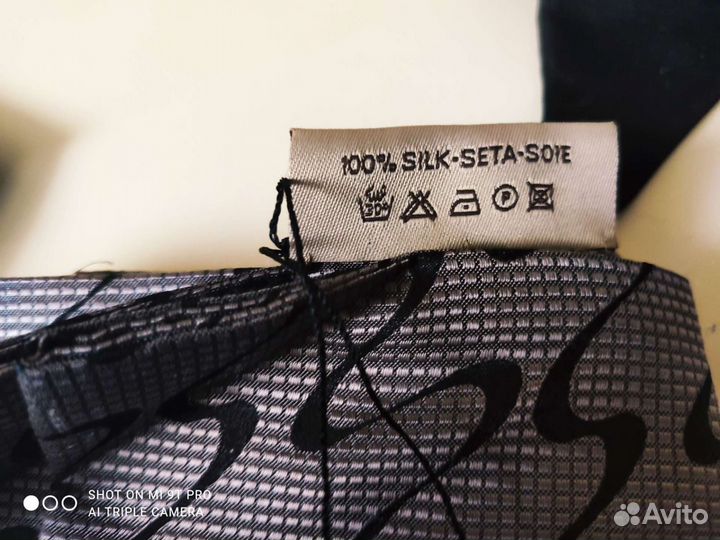 100% SILK-SETA-SOIE
30°
P
SHOT ON MI 9T PRO
AI TRIPLE CAMERA
Avito